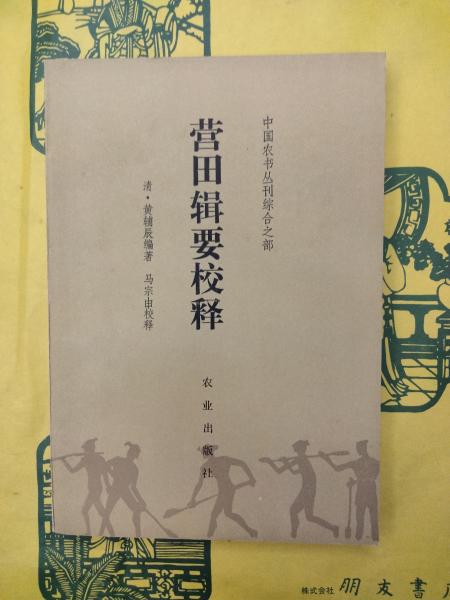 中国农书丛刊综合之部
营田辑要校释
清·黄辅辰编著 马宗申校释
农业出版社
株式会社 朋友書店